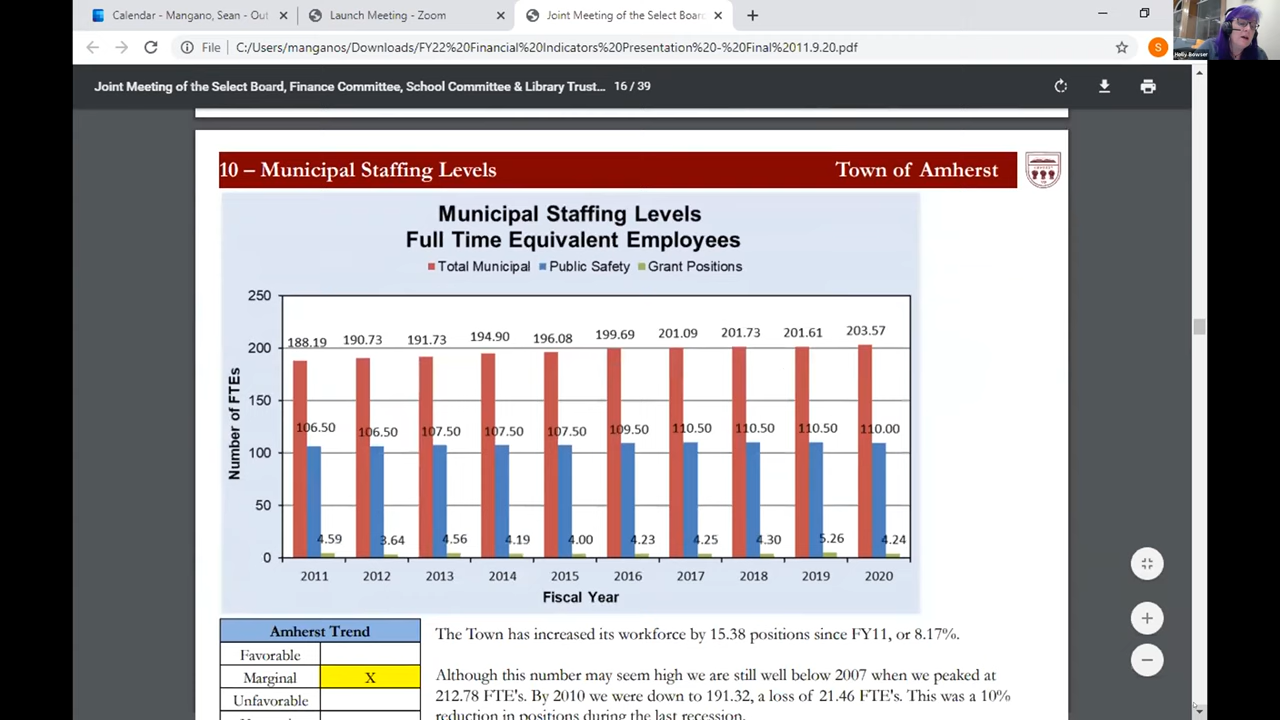 Calendar - Mangano, Sean - Out
Launch Meeting - Zoom
Joint Meeting of the Select Boar
File
C:/Users/manganos/Downloads/FY22%20Financial%20Indicators%20Presentation%20-%20Final%2011.9.20.pdf
S
Holly Bowser
Joint Meeting of the Select Board, Finance Committee, School Committee & Library Trust...
16 / 39
10 – Municipal Staffing Levels
Town of Amherst
Municipal Staffing Levels
Full Time Equivalent Employees
Total Municipal Public Safety Grant Positions
Number of FTEs
250
200
150
100
50
0
188.19 190.73 191.73 194.90 196.08 199.69 201.09 201.73 201.61 203.57
106.50 106.50 107.50 107.50 107.50 109.50 110.50 110.50 110.50 110.00
4.59 3.64 4.56 4.19 4.00 4.23 4.25 4.30 5.26 4.24
2011 2012 2013 2014 2015 2016 2017 2018 2019 2020
Fiscal Year
Amherst Trend
Favorable
Marginal X
Unfavorable
The Town has increased its workforce by 15.38 positions since FY11, or 8.17%.
Although this number may seem high we are still well below 2007 when we peaked at
212.78 FTE's. By 2010 we were down to 191.32, a loss of 21.46 FTE's. This was a 10%
reduction in positions during the last recession.